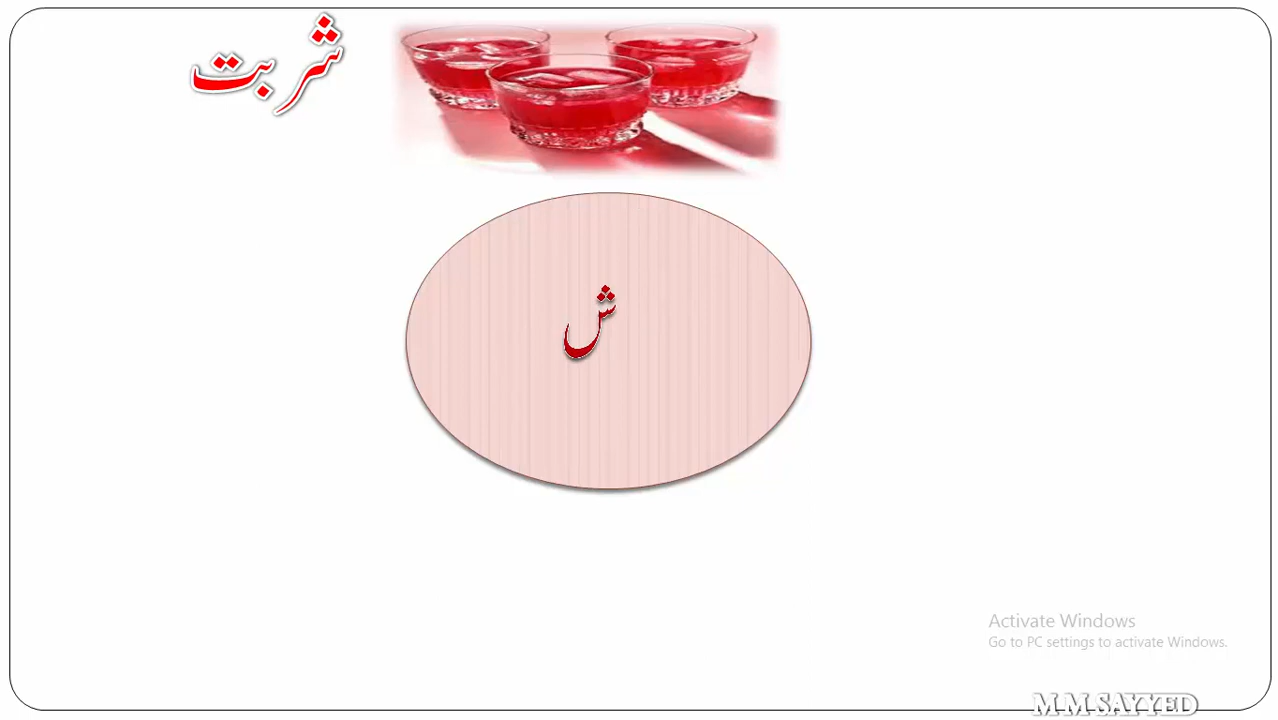 شربت
ش
Activate Windows
Go to PC settings to activate Windows.
M M SAYYED